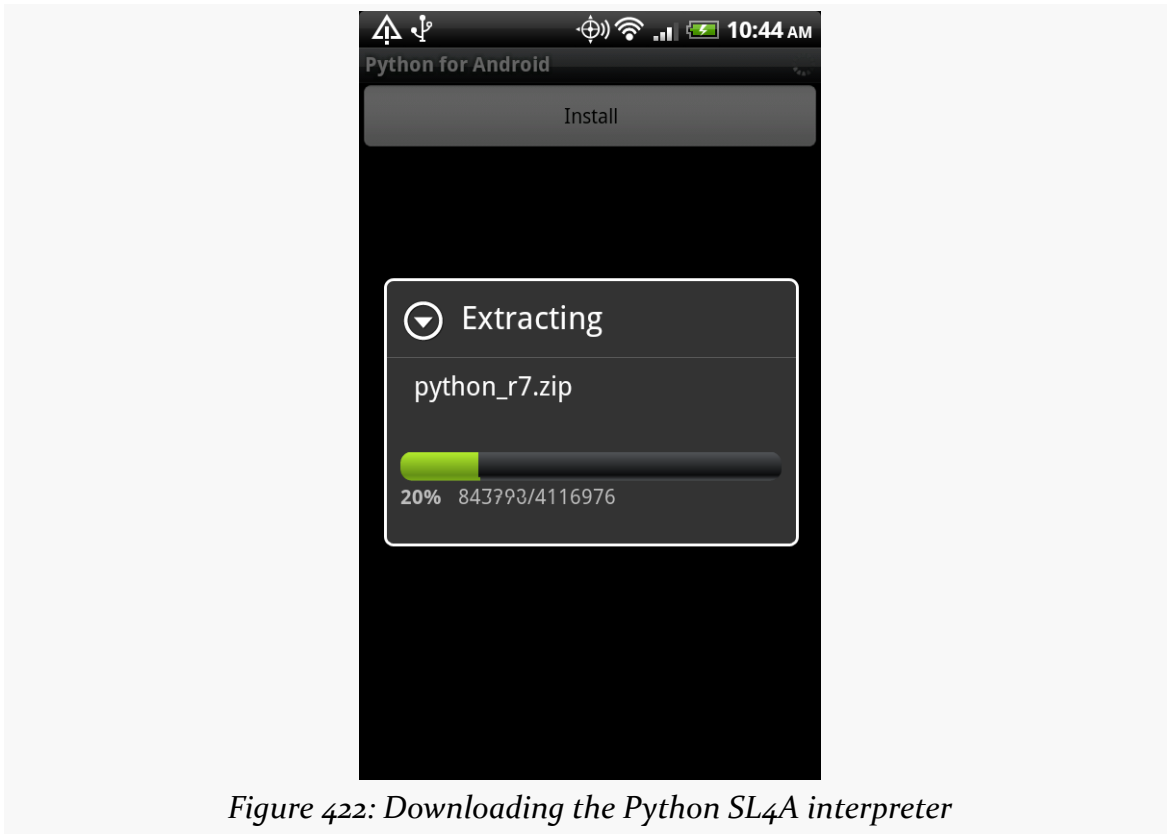 10:44 AM
Python for Android
Install
Extracting
python_r7.zip
20% /4116976
Figure 422: Downloading the Python SL4A interpreter